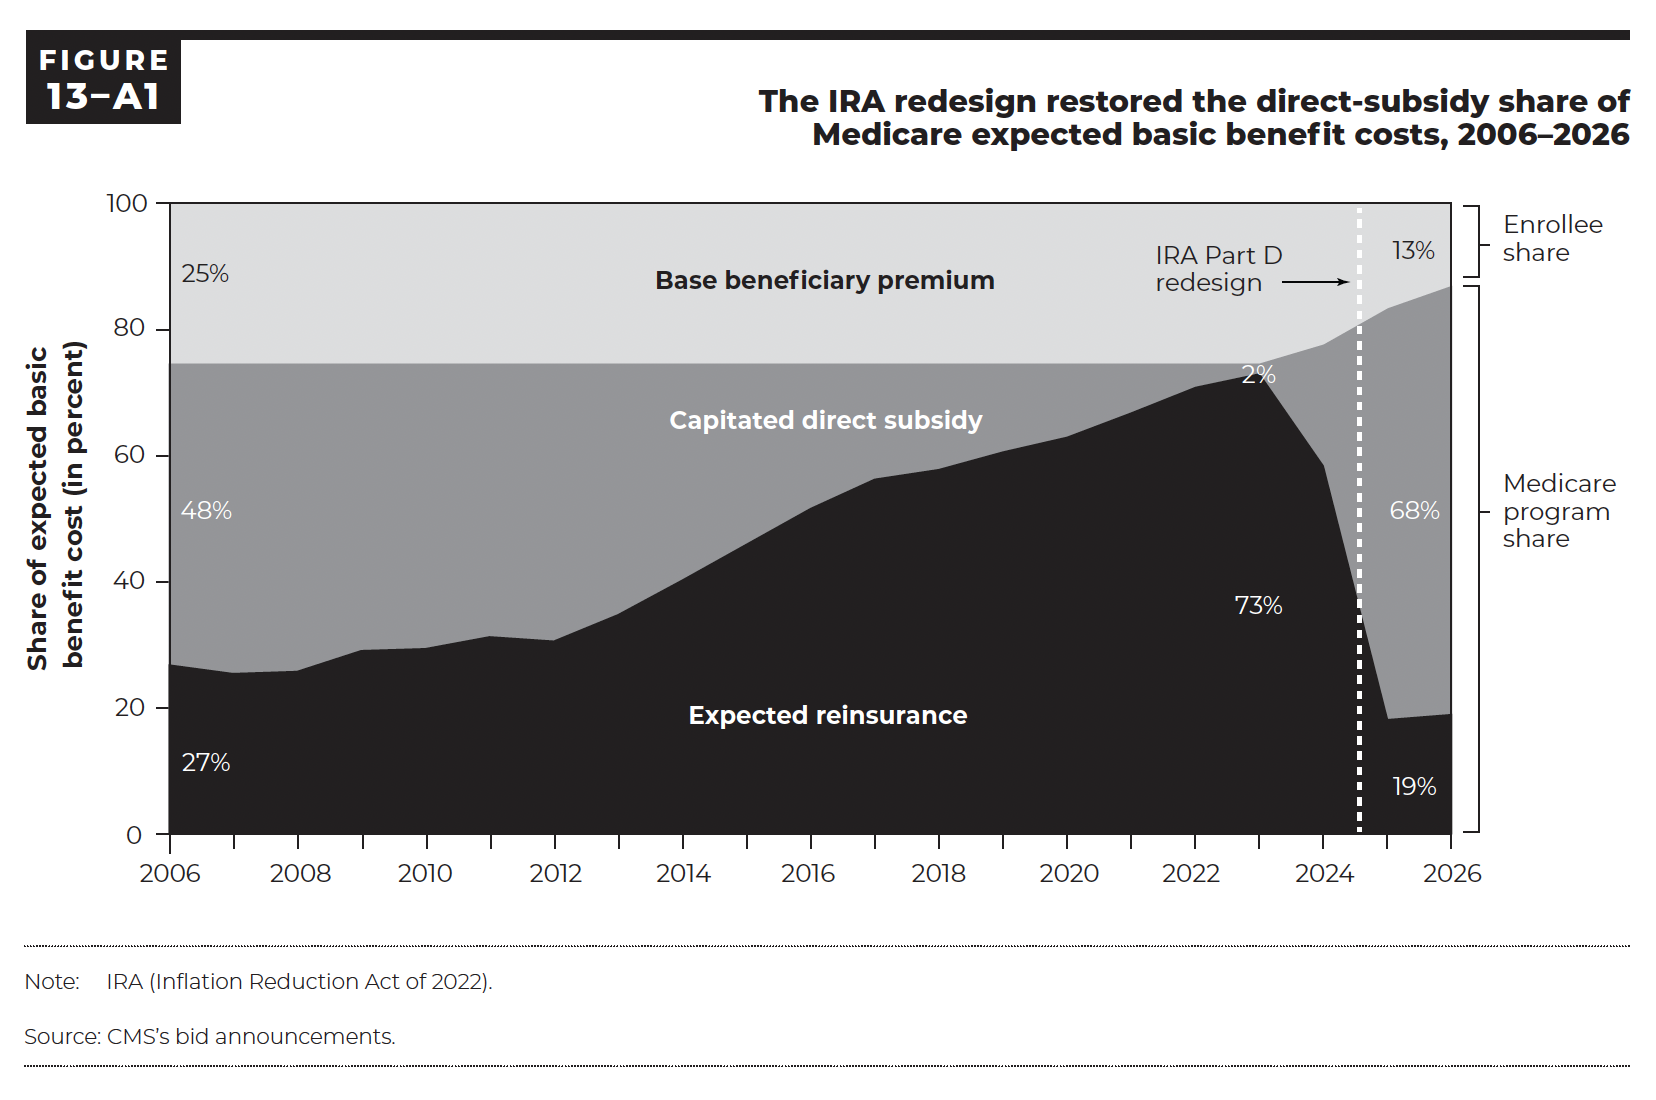 FIGURE
13–A1
The IRA redesign restored the direct-subsidy share of
Medicare expected basic benefit costs, 2006–2026
Share of expected basic
benefit cost (in percent)
100
80
60
40
20
0
25%
Base beneficiary premium
IRA Part D
redesign
13%
2%
Capitated direct subsidy
48%
68%
73%
Expected reinsurance
27%
19%
Enrollee
share
Medicare
program
share
2006 2008 2010 2012 2014 2016 2018 2020 2022 2024 2026
Note: IRA (Inflation Reduction Act of 2022).
Source: CMS’s bid announcements.